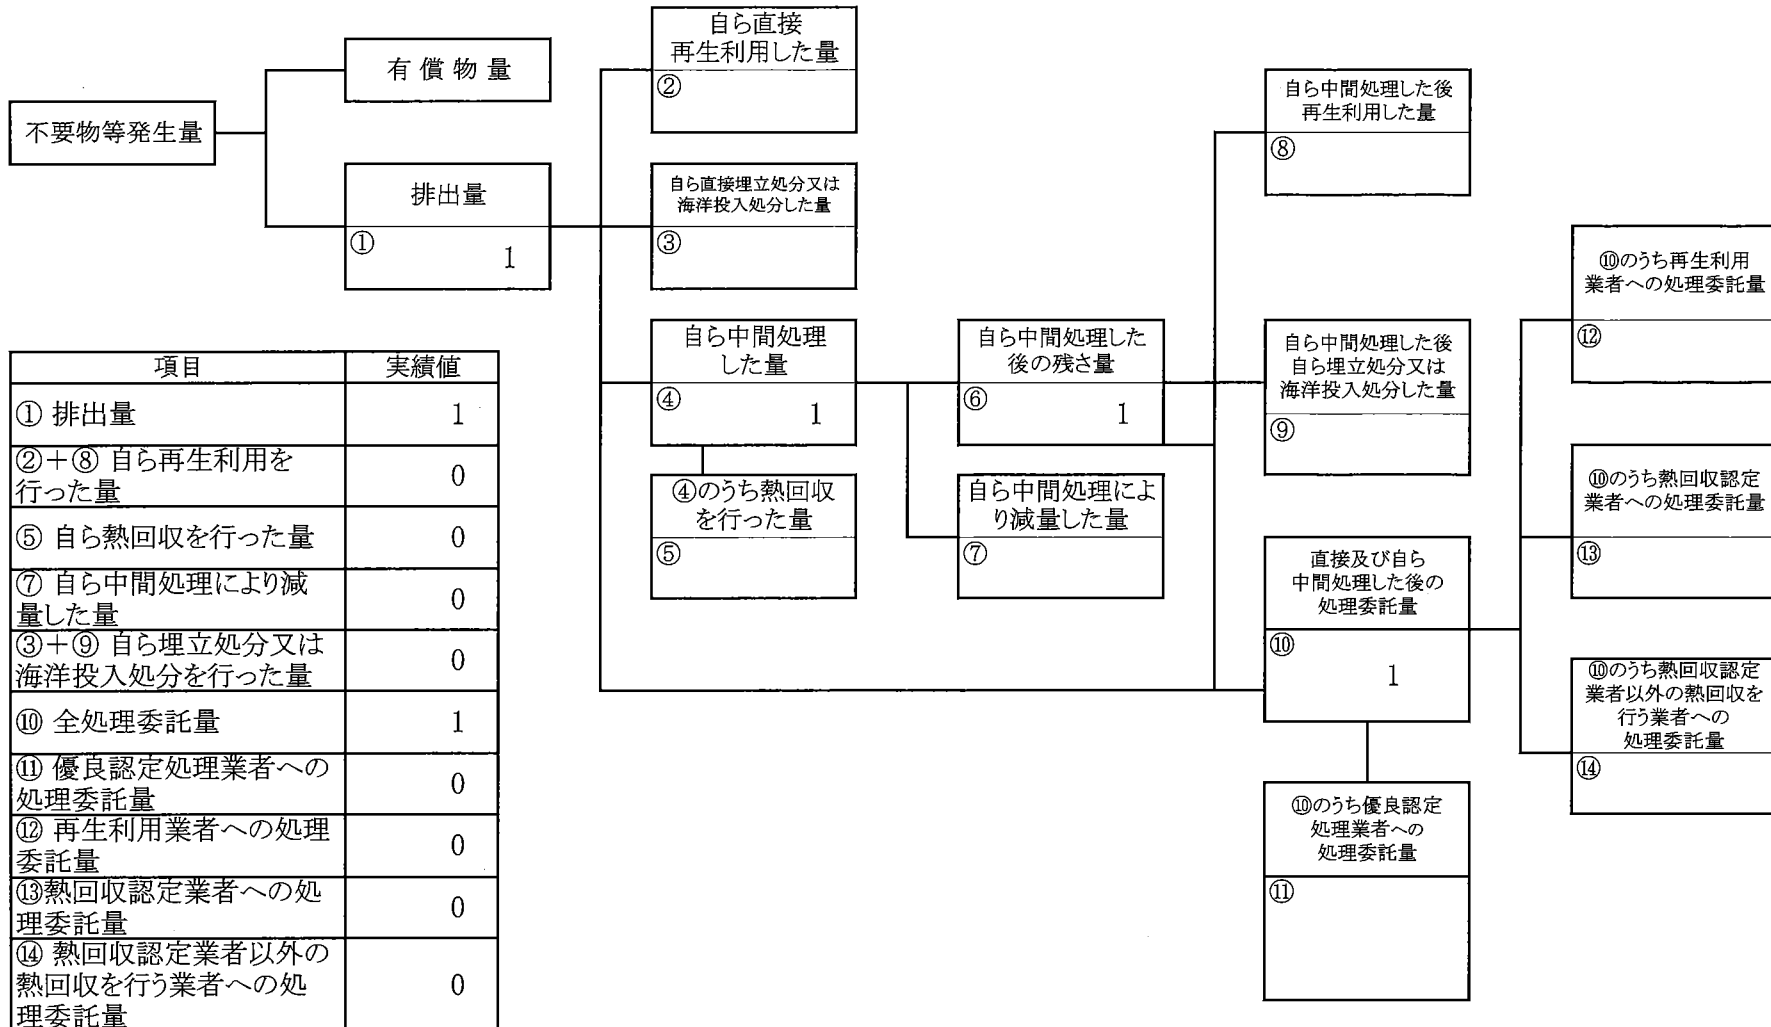 不要物等発生量
有償物量
排出量
①
1
自ら直接
再生利用した量
②
自ら直接埋立処分又は
海洋投入処分した量
③
自ら中間処理
した量
④
1
④のうち熱回収
を行った量
⑤
自ら中間処理した
後の残さ量
⑥
1
自ら中間処理によ
り減量した量
⑦
自ら中間処理した後
再生利用した量
⑧
自ら中間処理した後
自ら埋立処分又は
海洋投入処分した量
⑨
直接及び自ら
中間処理した後の
処理委託量
⑩
1
⑩のうち優良認定
処理業者への
処理委託量
⑪
⑩のうち再生利用
業者への処理委託量
⑫
⑩のうち熱回収認定
業者への処理委託量
⑬
⑩のうち熱回収認定
業者以外の熱回収を
行う業者への
処理委託量
⑭
項目 実績値
① 排出量 1
②+⑧ 自ら再生利用を
行った量 0
⑤ 自ら熱回収を行った量 0
⑦ 自ら中間処理により減
量した量 0
③+⑨ 自ら埋立処分又は
海洋投入処分を行った量 0
⑩ 全処理委託量 1
⑪ 優良認定処理業者への
処理委託量 0
⑫ 再生利用業者への処理
委託量 0
⑬熱回収認定業者への処
理委託量 0
⑭ 熱回収認定業者以外の
熱回収を行う業者への処 0
理委託量